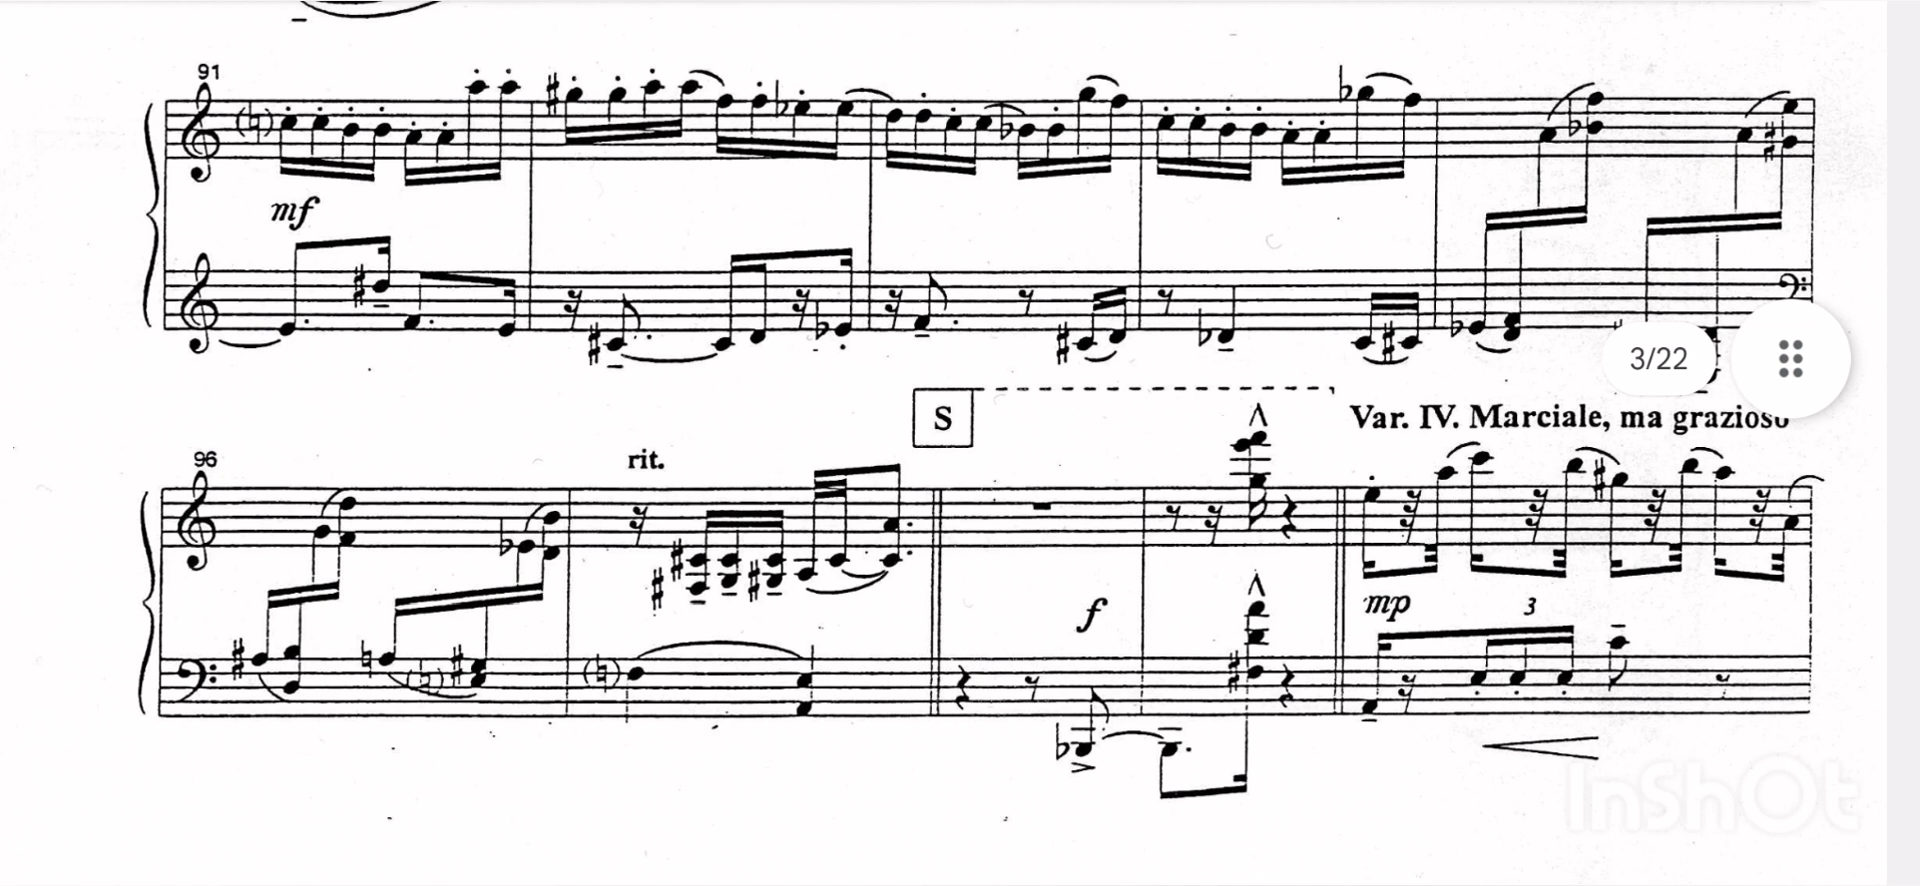 91
mf
3/22
S
Var. IV. Marciale, ma grazioso
96
rit.
f
mp
3
InShOt